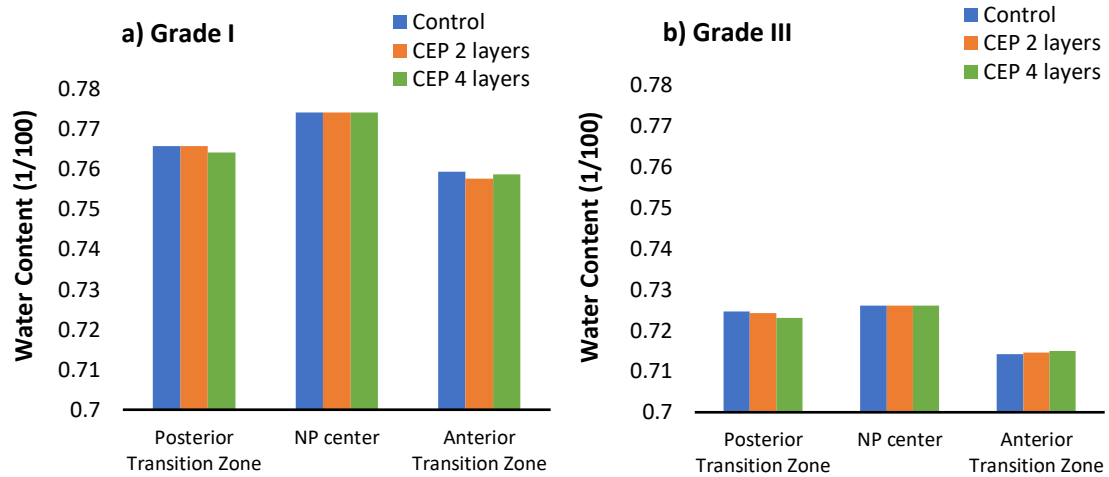 a) Grade I
Control
CEP 2 layers
CEP 4 layers
Water Content (1/100)
0.78
0.77
0.76
0.75
0.74
0.73
0.72
0.71
0.7
Posterior
Transition Zone
NP center
Anterior
Transition Zone
b) Grade III
Control
CEP 2 layers
CEP 4 layers
Water Content (1/100)
0.78
0.77
0.76
0.75
0.74
0.73
0.72
0.71
0.7
Posterior
Transition Zone
NP center
Anterior
Transition Zone